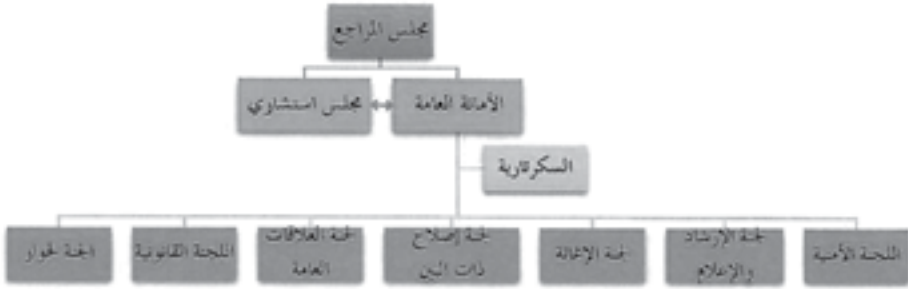 مجلس المراجع
الأمانة العامة
مجلس استشاري
السكرتارية
اللجنة الأمنية
لجنة الإرشاد
والإعلام
لجنة الإغاثة
لجنة إصلاح
ذات البين
لجنة العلاقات
العامة
اللجنة القانونية
لجنة الحوار